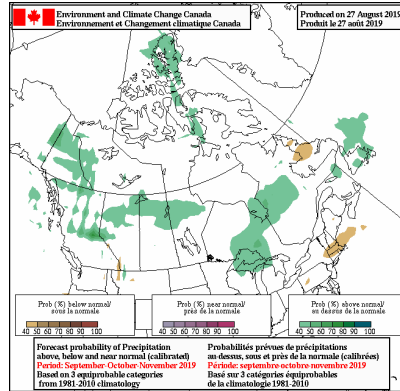 Environment and Climate Change Canada
Environnement et Changement climatique Canada
Produced on 27 August 2019
Produit le 27 août 2019
Prob (%) below normal/
sous la normale
40 50 60 70 80 90 100
Prob (%) near normal/
près de la normale
40 50 60 70 80 90 100
Prob (%) above normal/
au dessus de la normale
40 50 60 70 80 90 100
Forecast probability of Precipitation
above, below and near normal (calibrated)
Period: September-October-November 2019
Based on 3 equiprobable categories
from 1981-2010 climatology
Probabilités prévues de précipitations
au-dessus, sous et près de la normale (calibrées)
Période: septembre-octobre-novembre 2019
Basé sur 3 catégories équiprobables
de la climatologie 1981-2010